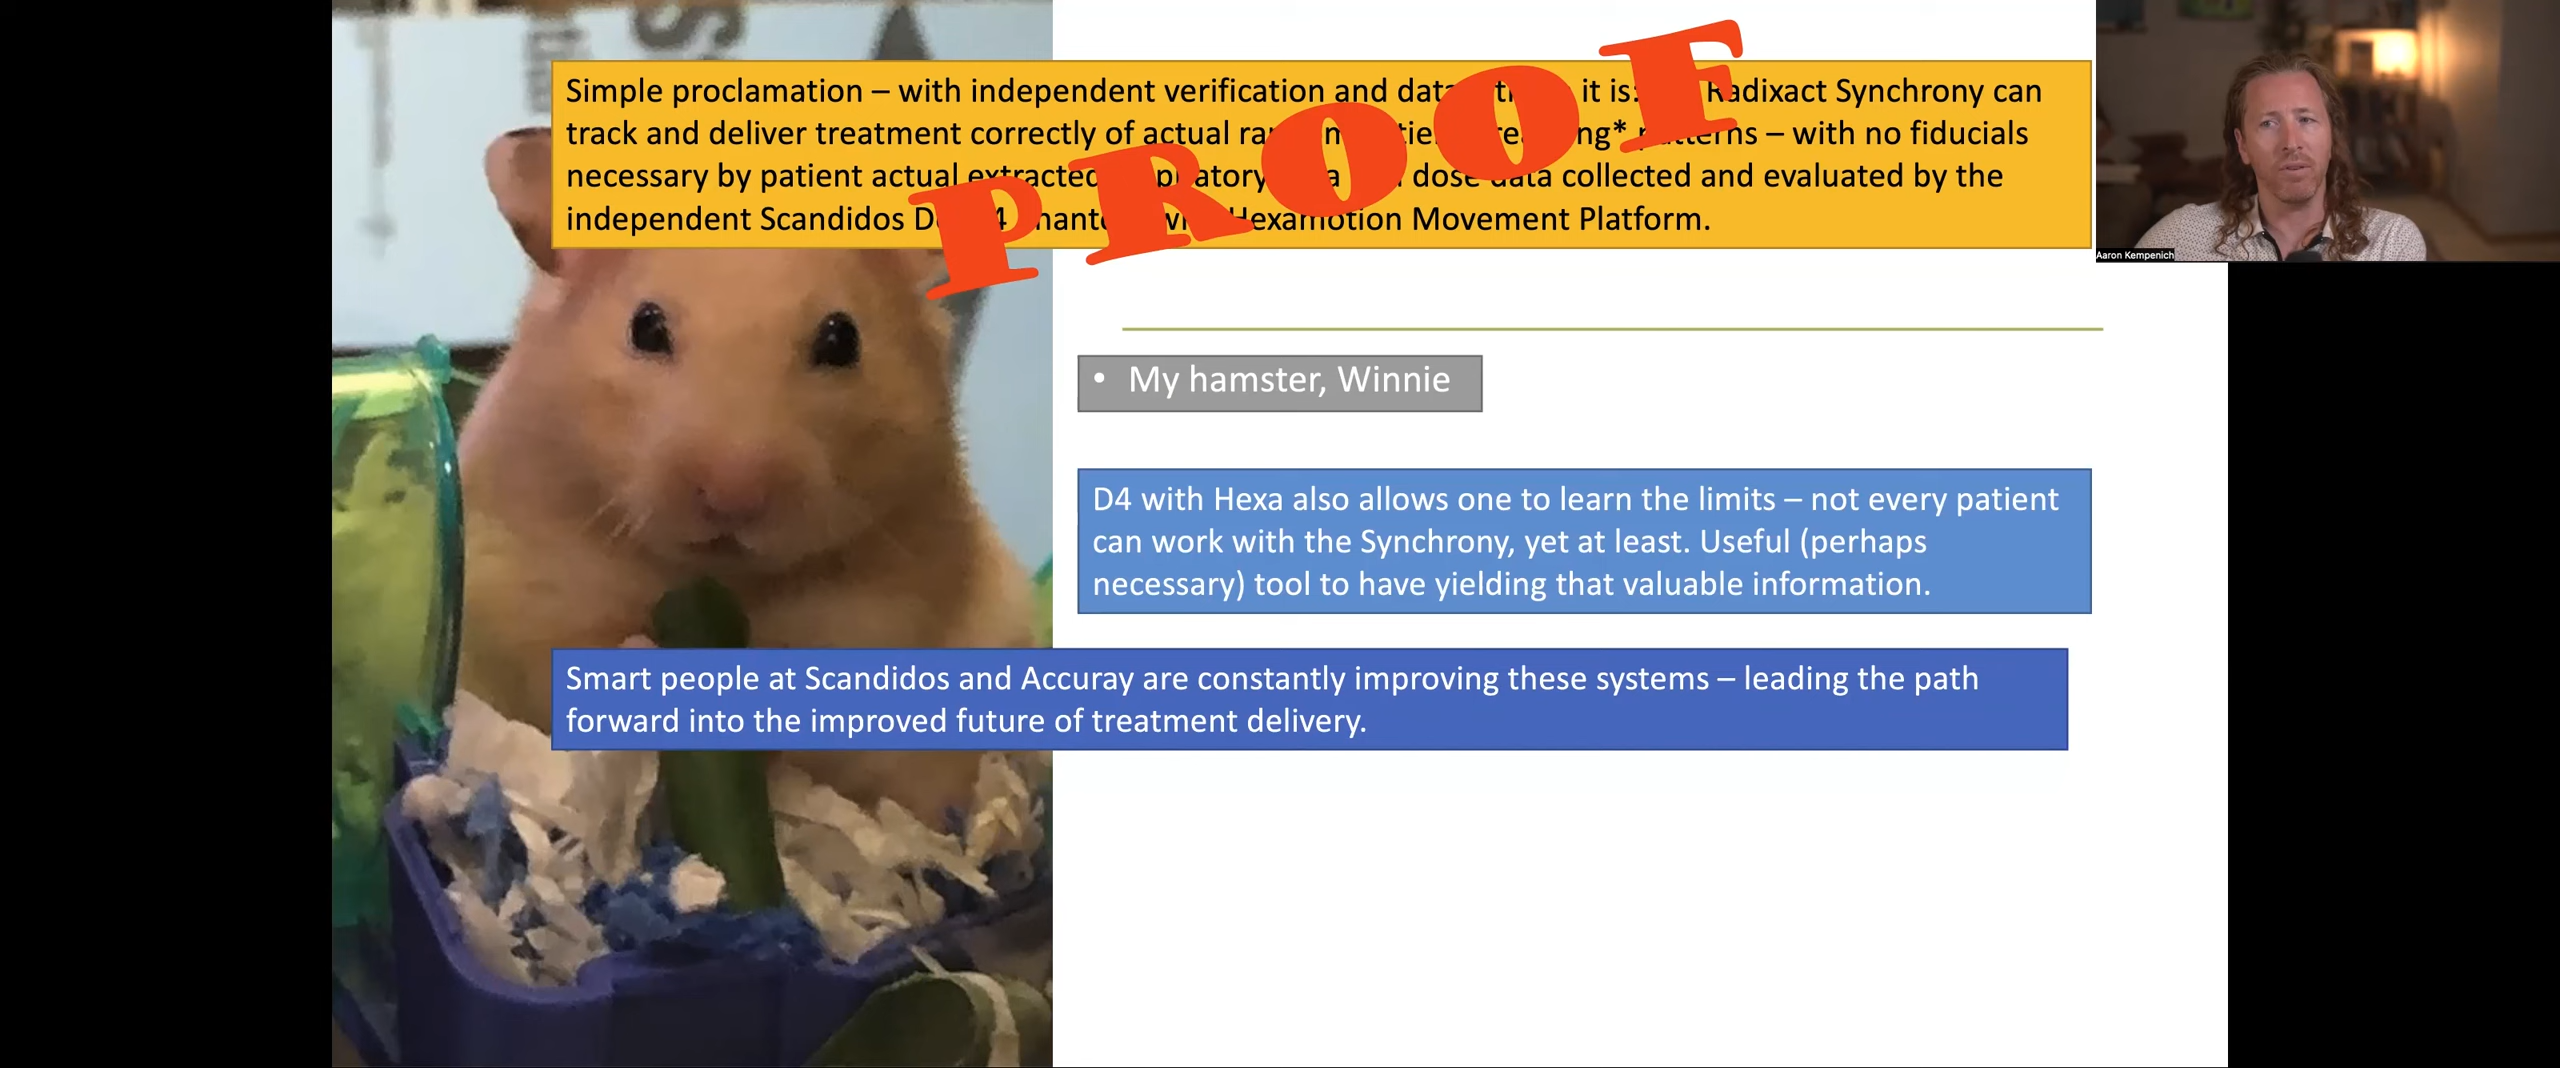 Simple proclamation – with independent verification and data it is: Radixact Synchrony can
track and deliver treatment correctly of actual – with no fiducials
necessary by patient actual extracted dose data collected and evaluated by the
independent Scandidos Hexamotion Movement Platform.
PROOF
Aaron Kempenich
• My hamster, Winnie
D4 with Hexa also allows one to learn the limits – not every patient
can work with the Synchrony, yet at least. Useful (perhaps
necessary) tool to have yielding that valuable information.
Smart people at Scandidos and Accuray are constantly improving these systems – leading the path
forward into the improved future of treatment delivery.